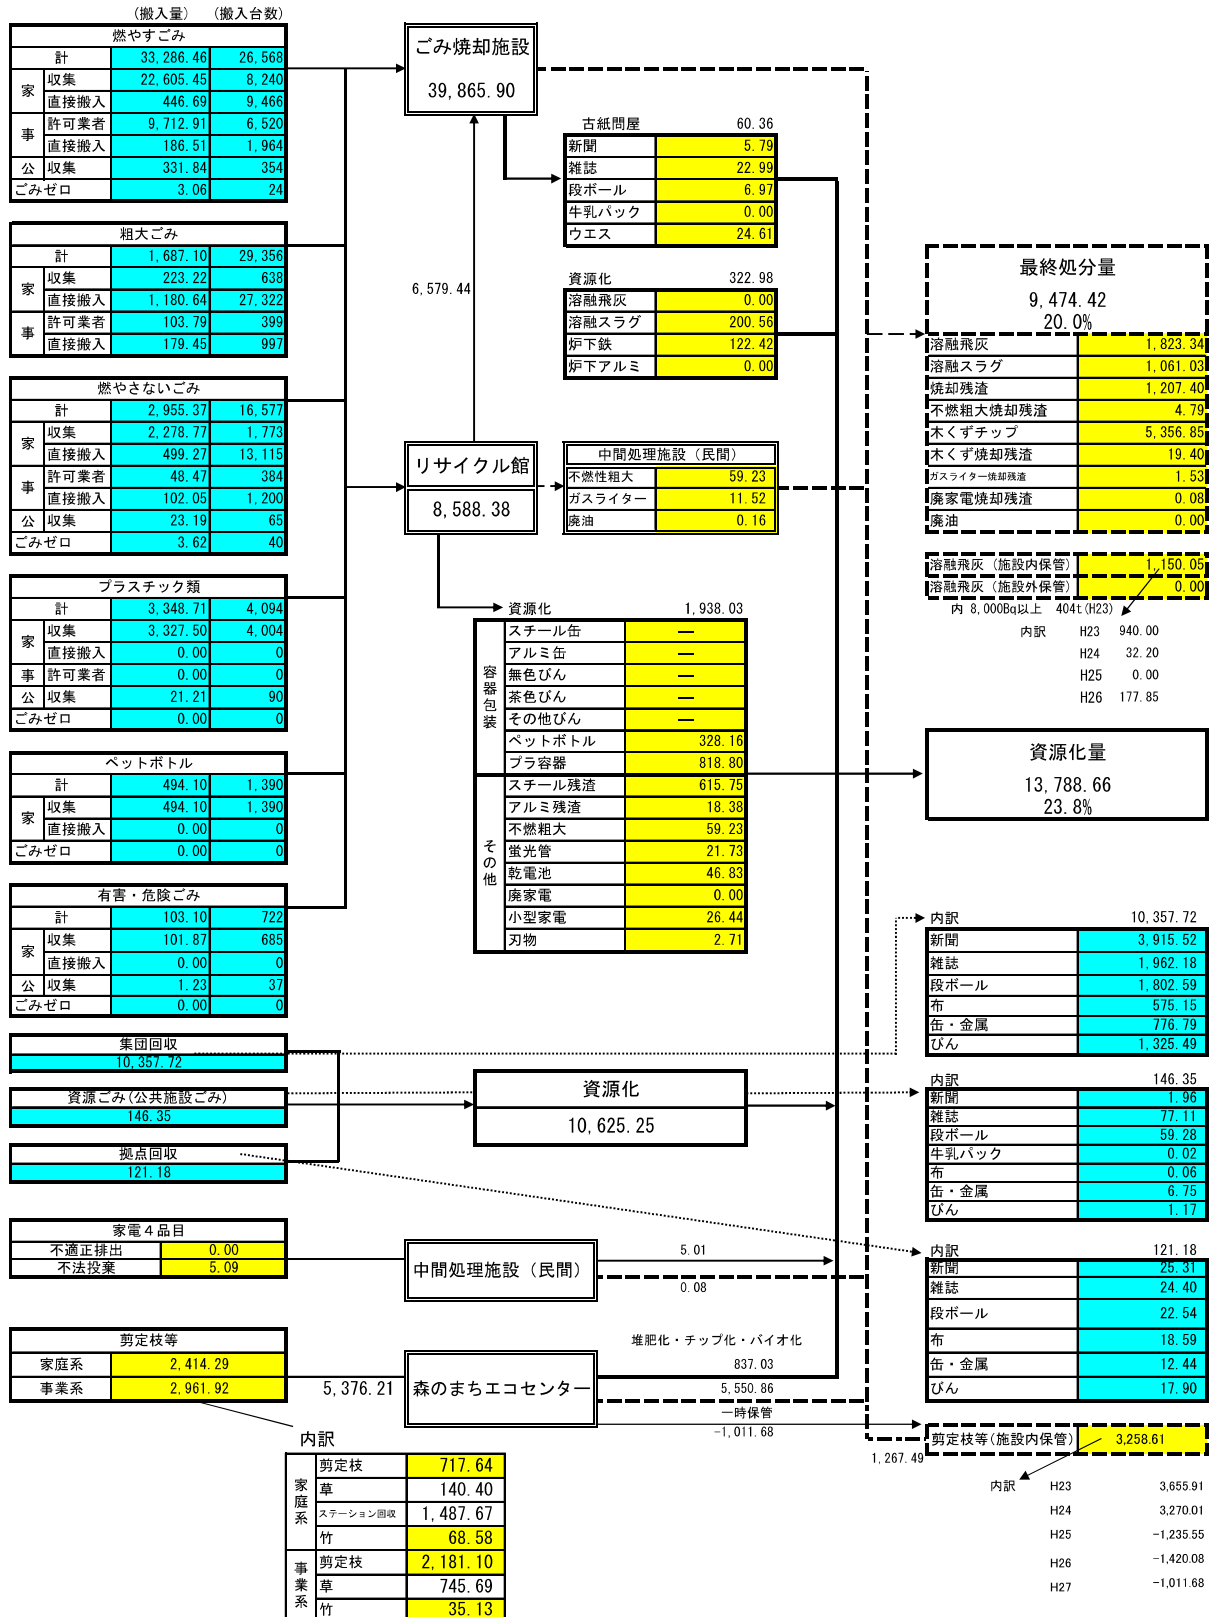 (搬入量) (搬入台数)
燃やすごみ
計 33,286.46 26,568
家 収集 22,605.45 8,240
直接搬入 446.69 9,466
事 許可業者 9,712.91 6,520
直接搬入 186.51 1,964
公 収集 331.84 354
ごみゼロ 3.06 24
粗大ごみ
計 1,687.10 29,356
家 収集 223.22 638
直接搬入 1,180.64 27,322
事 許可業者 103.79 399
直接搬入 179.45 997
燃やさないごみ
計 2,955.37 16,577
家 収集 2,278.77 1,773
直接搬入 499.27 13,115
事 許可業者 48.47 384
直接搬入 102.05 1,200
公 収集 23.19 65
ごみゼロ 3.62 40
プラスチック類
計 3,348.71 4,094
家 収集 3,327.50 4,004
直接搬入 0.00 0
事 許可業者 0.00 0
公 収集 21.21 90
ごみゼロ 0.00 0
ペットボトル
計 494.10 1,390
家 収集 494.10 1,390
直接搬入 0.00 0
ごみゼロ 0.00 0
有害・危険ごみ
計 103.10 722
家 収集 101.87 685
直接搬入 0.00 0
公 収集 1.23 37
ごみゼロ 0.00 0
集団回収
10,357.72
資源ごみ(公共施設ごみ)
146.35
拠点回収
121.18
家電４品目
不適正排出 0.00
不法投棄 5.09
剪定枝等
家庭系 2,414.29
事業系 2,961.92
5,376.21
内訳
家庭系 剪定枝 717.64
草 140.40
ステーション回収 1,487.67
竹 68.58
事業系 剪定枝 2,181.10
草 745.69
竹 35.13
ごみ焼却施設
39,865.90
6,579.44
リサイクル館
8,588.38
古紙問屋 60.36
新聞 5.79
雑誌 22.99
段ボール 6.97
牛乳パック 0.00
ウエス 24.61
資源化 322.98
溶融飛灰 0.00
溶融スラグ 200.56
炉下鉄 122.42
炉下アルミ 0.00
中間処理施設（民間）
不燃性粗大 59.23
ガスライター 11.52
廃油 0.16
資源化 1,938.03
容器包装 スチール缶 ―
アルミ缶 ―
無色びん ―
茶色びん ―
その他びん ―
ペットボトル 328.16
プラ容器 818.80
その他 スチール残渣 615.75
アルミ残渣 18.38
不燃粗大 59.23
蛍光管 21.73
乾電池 46.83
廃家電 0.00
小型家電 26.44
刃物 2.71
資源化
10,625.25
中間処理施設（民間）
5.01
0.08
森のまちエコセンター
堆肥化・チップ化・バイオ化
837.03
5,550.86
一時保管
-1,011.68
1,267.49
最終処分量
9,474.42
20.0%
溶融飛灰 1,823.34
溶融スラグ 1,061.03
焼却残渣 1,207.40
不燃粗大焼却残渣 4.79
木くずチップ 5,356.85
木くず焼却残渣 19.40
ガスライター焼却残渣 1.53
廃家電焼却残渣 0.08
廃油 0.00
溶融飛灰（施設内保管） 1,150.05
溶融飛灰（施設外保管） 0.00
内 8,000Bq以上 404t(H23)
内訳 H23 940.00
H24 32.20
H25 0.00
H26 177.85
資源化量
13,788.66
23.8%
内訳 10,357.72
新聞 3,915.52
雑誌 1,962.18
段ボール 1,802.59
布 575.15
缶・金属 776.79
びん 1,325.49
内訳 146.35
新聞 1.96
雑誌 77.11
段ボール 59.28
牛乳パック 0.02
布 0.06
缶・金属 6.75
びん 1.17
内訳 121.18
新聞 25.31
雑誌 24.40
段ボール 22.54
布 18.59
缶・金属 12.44
びん 17.90
剪定枝等(施設内保管) 3,258.61
内訳 H23 3,655.91
H24 3,270.01
H25 -1,235.55
H26 -1,420.08
H27 -1,011.68